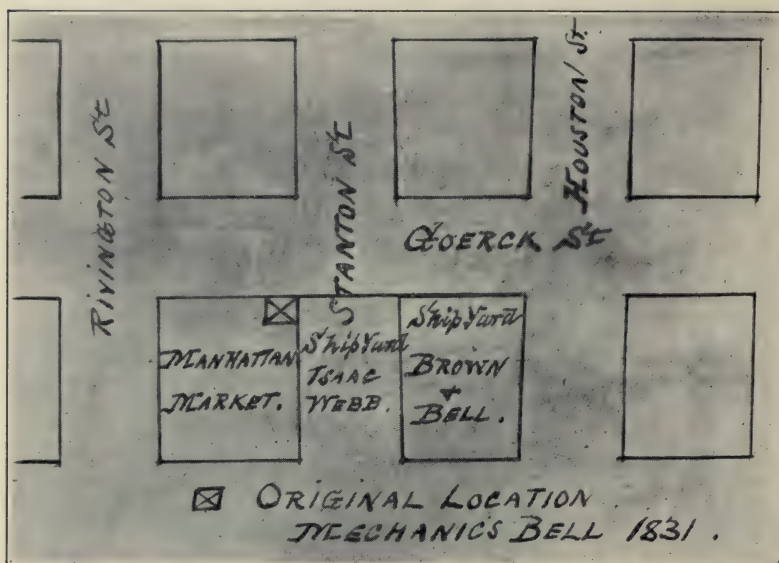 RIVINGTON St
STANTON St
HOUSTON St.
GOERCK St
MANHATTAN
MARKET.
Ship Yard
ISAAC
WEBB.
Ship Yard
BROWN
+
BELL.
ORIGINAL LOCATION
MECHANICS BELL 1831.